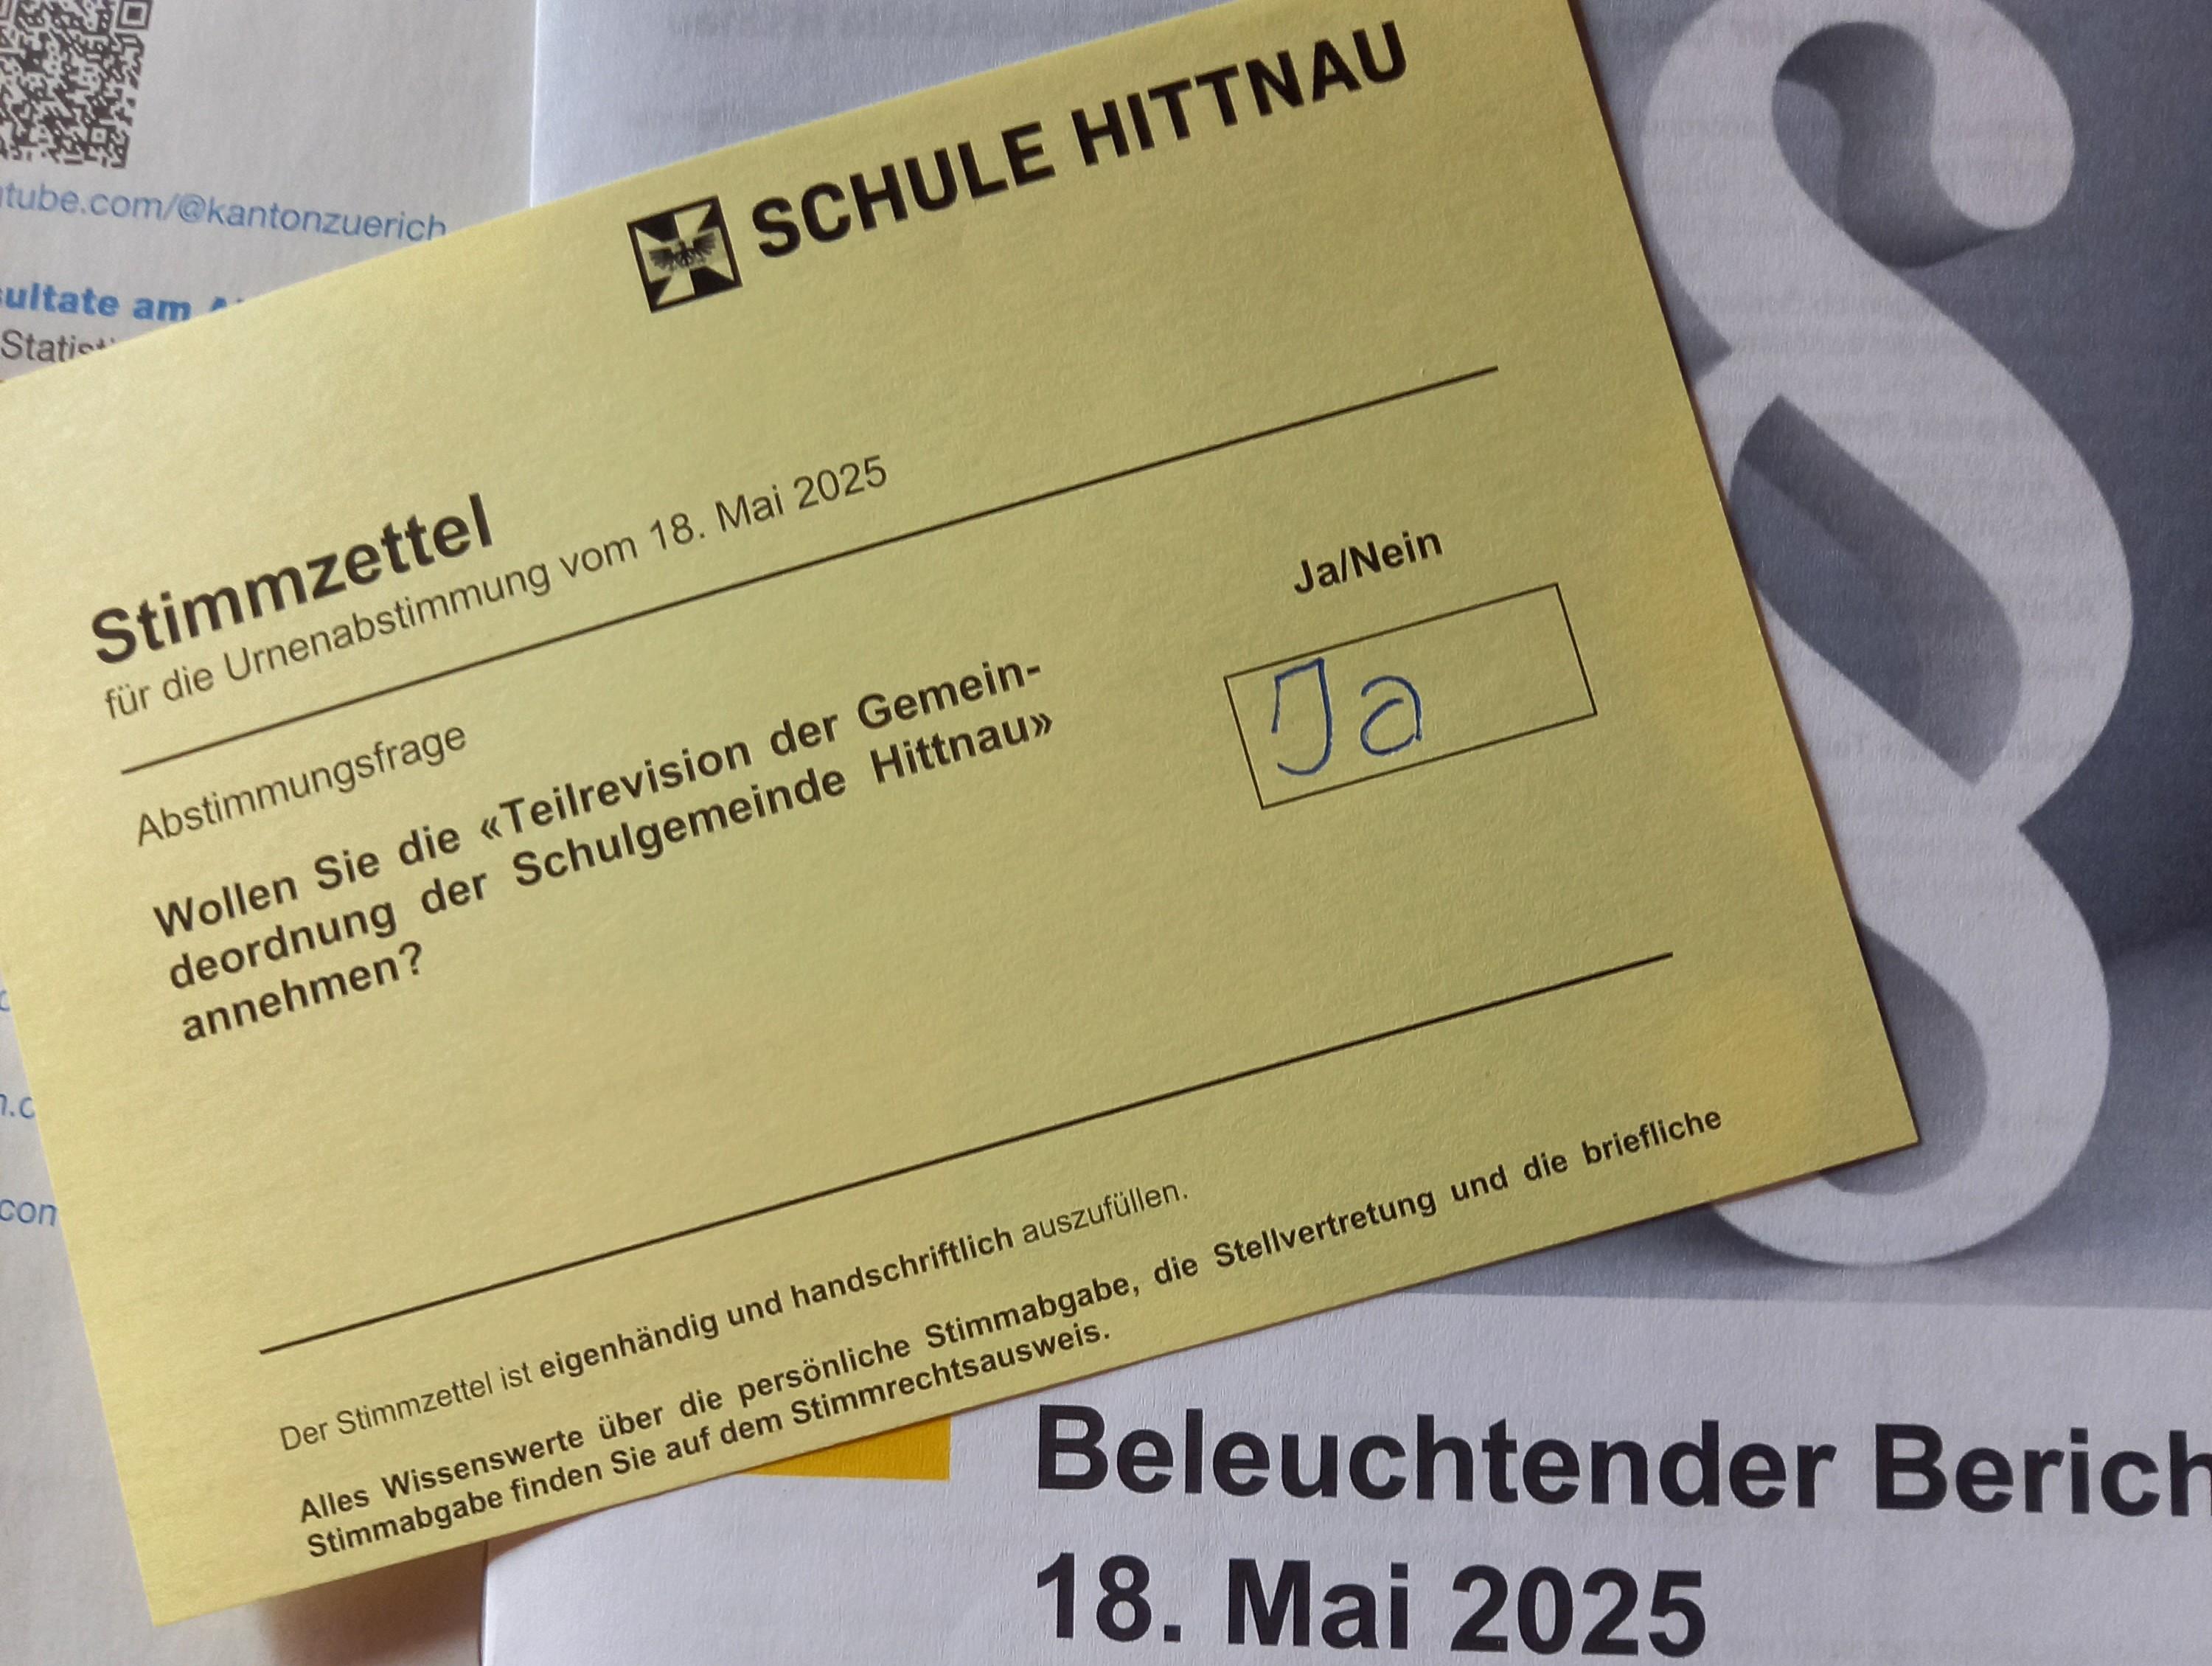 tube.com/@kantonzuerich
sultate am
SCHULE HITTNAU
Stimmzettel
für die Urnenabstimmung vom 18. Mai 2025
Abstimmungsfrage
Ja/Nein
Wollen Sie die «Teilrevision der Gemein-
deordnung der Schulgemeinde Hittnau»
annehmen?
Ja
Der Stimmzettel ist eigenhändig und handschriftlich auszufüllen.
Alles Wissenswerte über die persönliche Stimmabgabe, die Stellvertretung und die briefliche
Stimmabgabe finden Sie auf dem Stimmrechtsausweis.
Beleuchtender Berich
18. Mai 2025